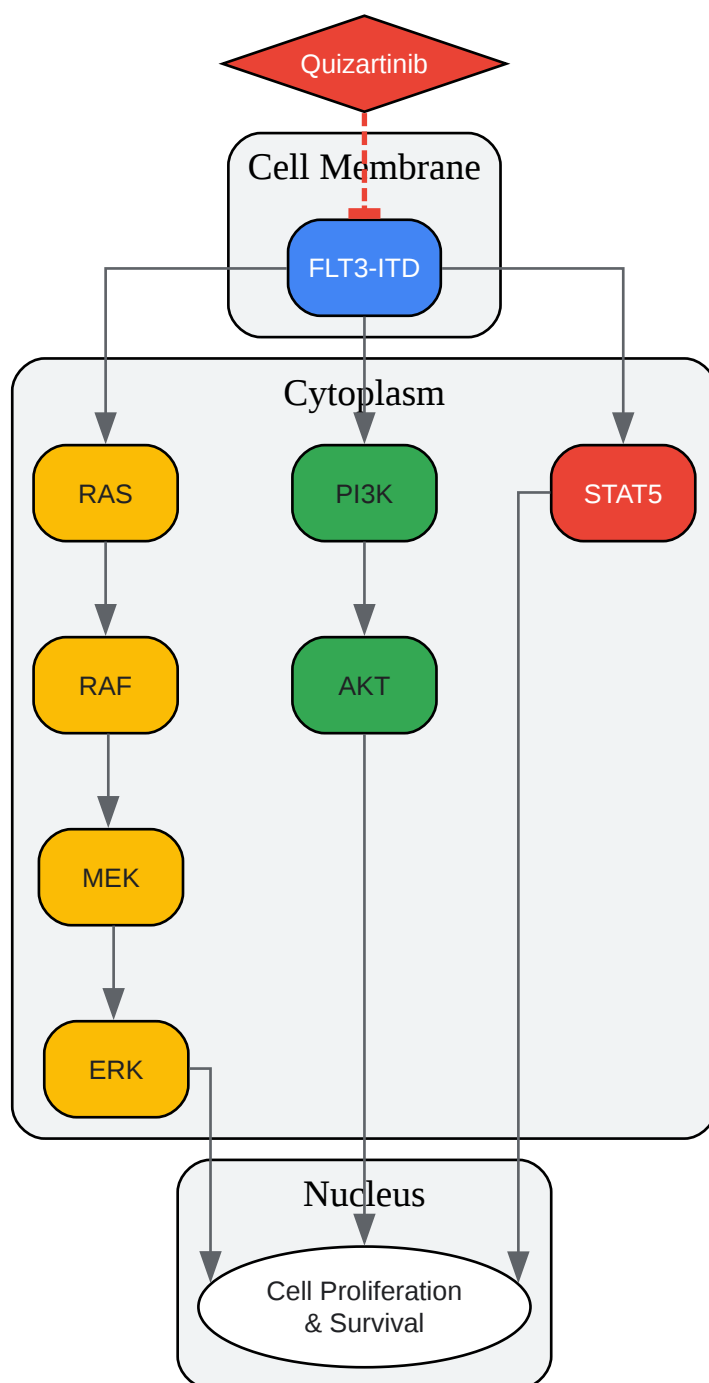 Quizartinib
Cell Membrane
FLT3-ITD
Cytoplasm
RAS
PI3K
STAT5
RAF
AKT
MEK
ERK
Nucleus
Cell Proliferation
& Survival